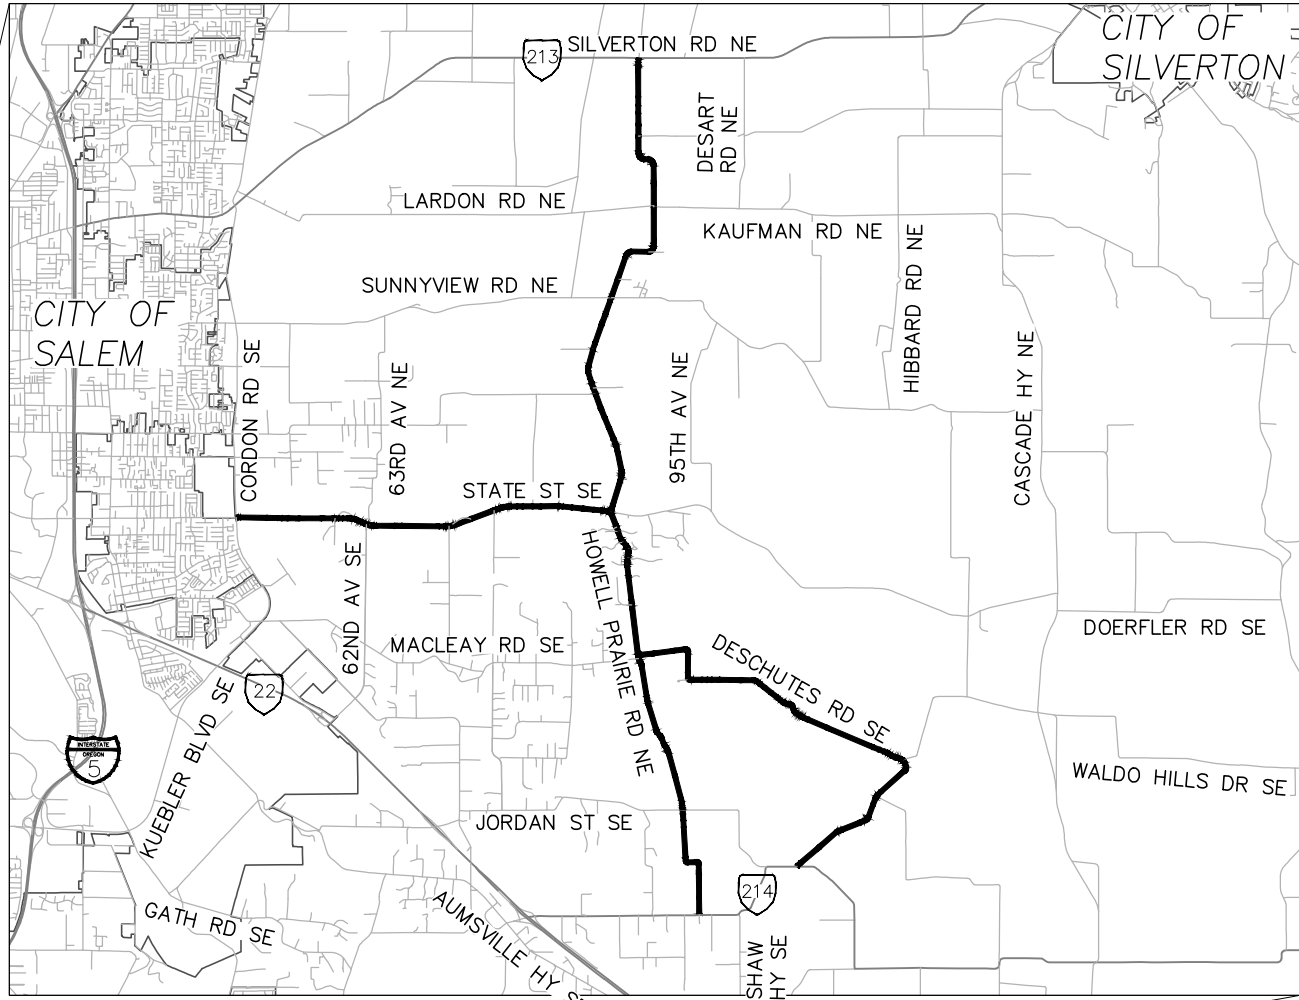 CITY OF
SILVERTON
213
SILVERTON RD NE
DESART
RD NE
LARDON RD NE
KAUFMAN RD NE
HIBBARD RD NE
SUNNYVIEW RD NE
CITY OF
SALEM
CORDON RD SE
63RD AV NE
95TH AV NE
CASCADE HY NE
STATE ST SE
62ND AV SE
HOWELL PRAIRIE RD NE
MACLEAY RD SE
DESCHUTES RD SE
DOERFLER RD SE
22
INTERSTATE
OREGON
5
KUEBLER BLVD SE
WALDO HILLS DR SE
JORDAN ST SE
214
GATH RD SE
AUMSVILLE HY S
SHAW
HY SE